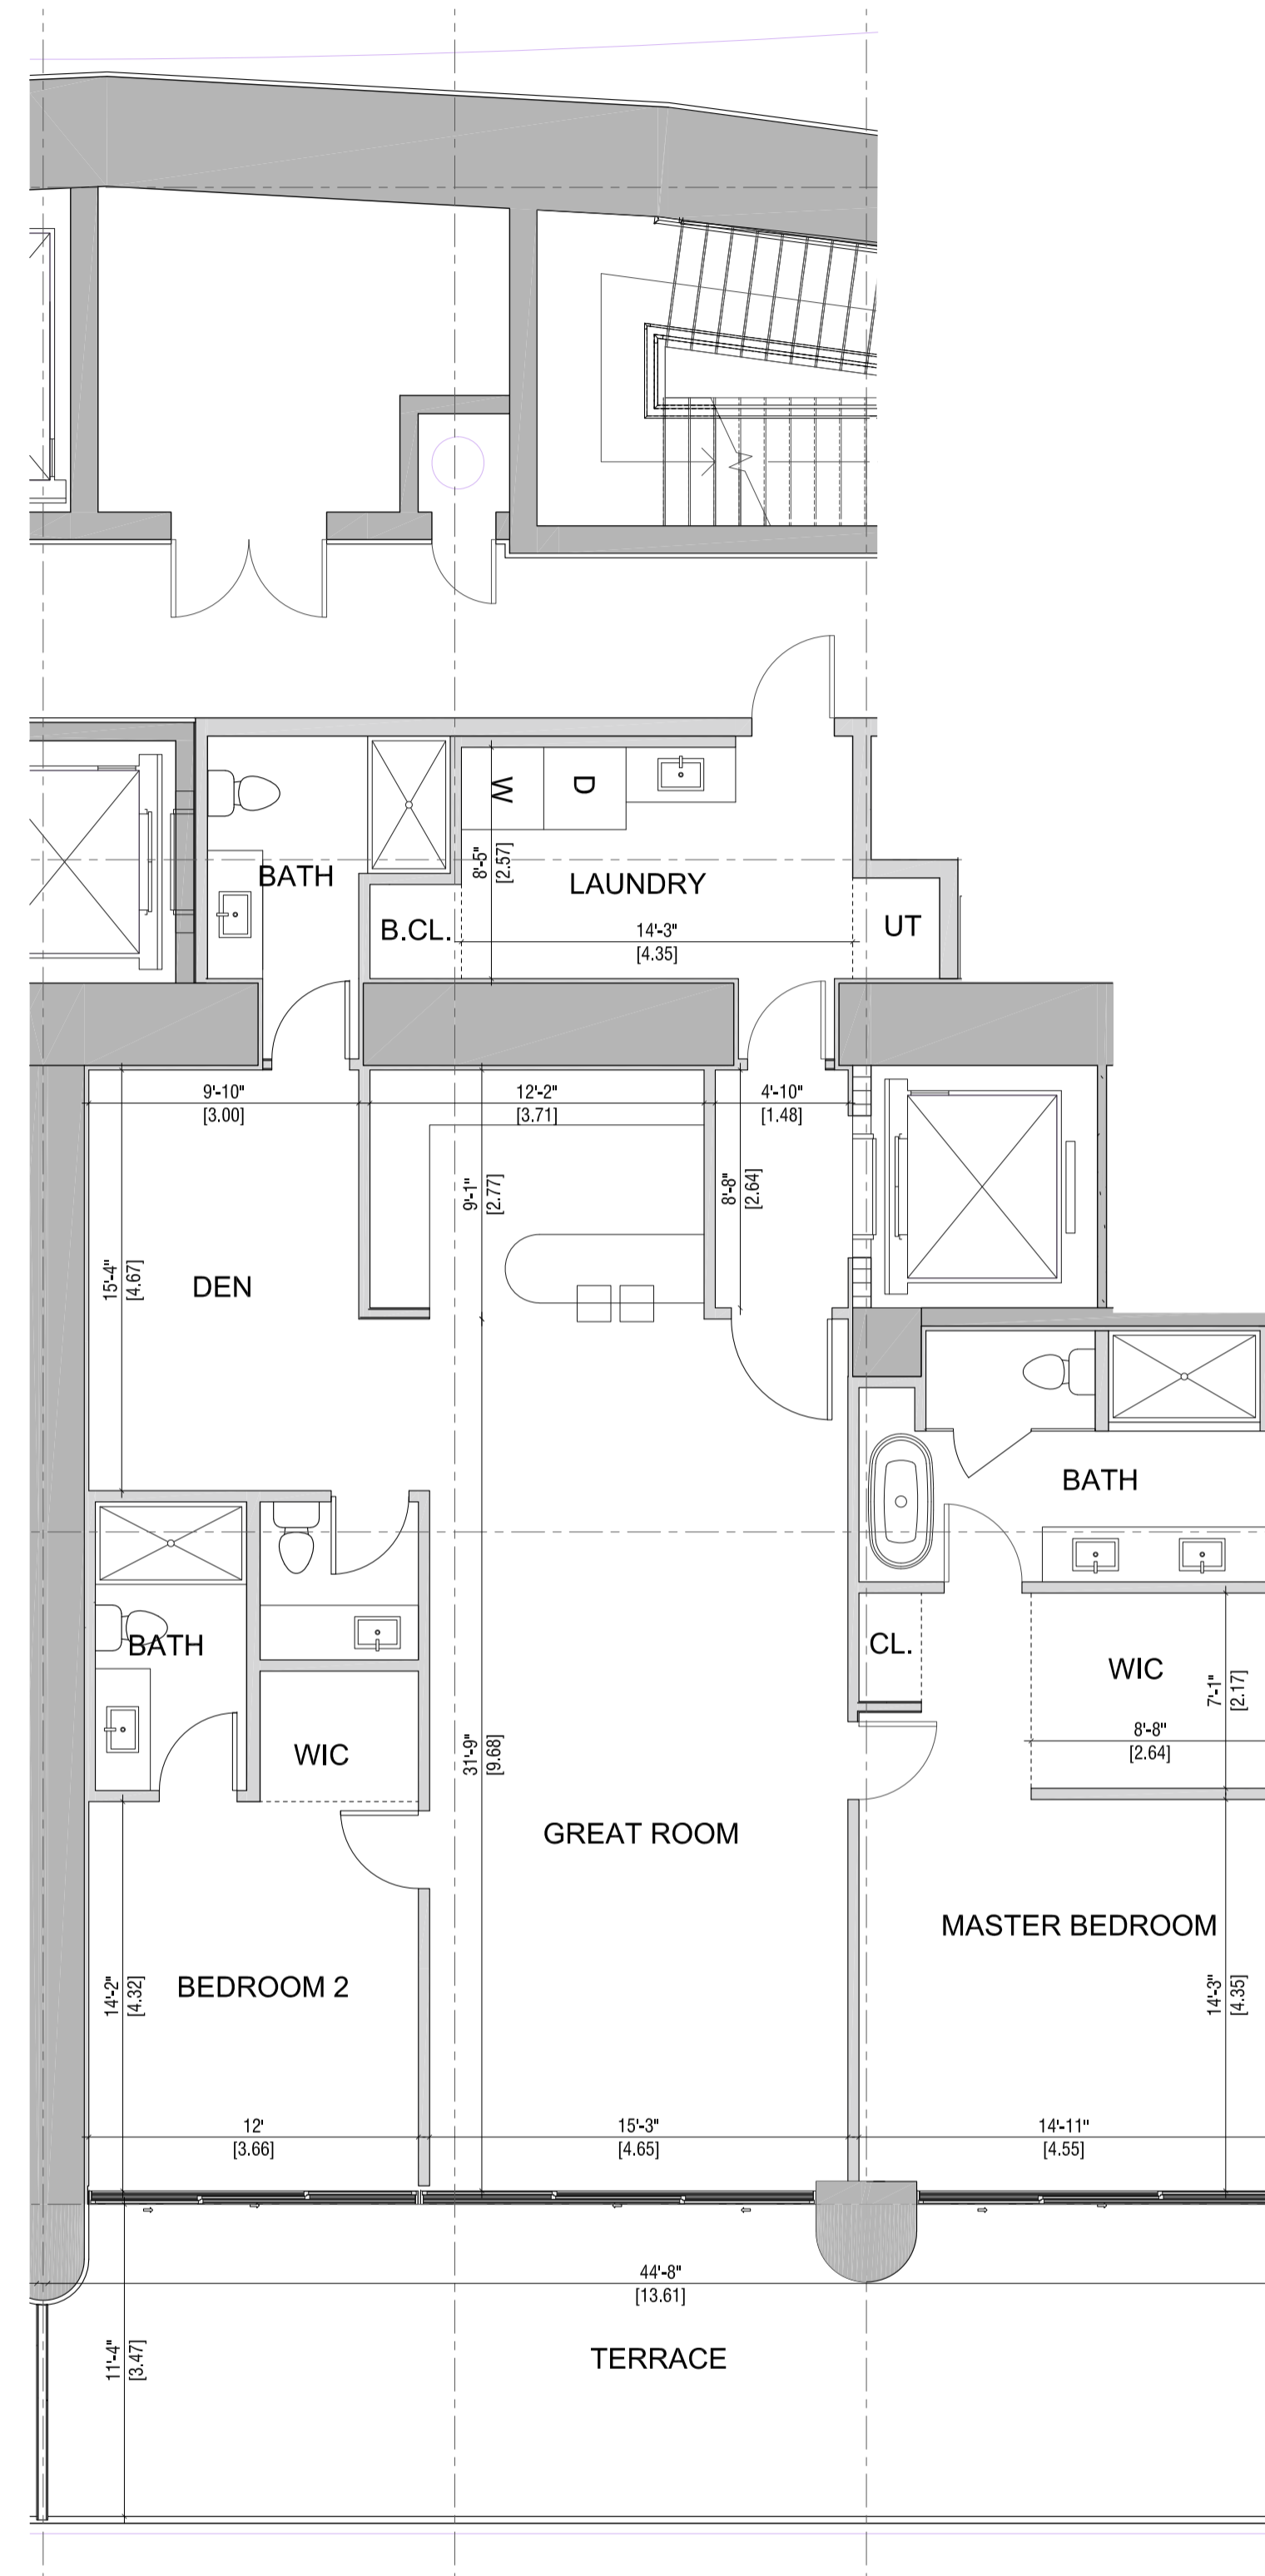 W
D
BATH
8'-5"
[2.57]
LAUNDRY
B.CL.
14'-3"
[4.35]
UT
9'-10"
[3.00]
12'-2"
[3.71]
4'-10"
[1.48]
9'-1"
[2.77]
8'-8"
[2.64]
15'-4"
[4.67]
DEN
BATH
BATH
CL.
WIC
7'-1"
[2.17]
8'-8"
[2.64]
WIC
31'-9"
[9.68]
GREAT ROOM
MASTER BEDROOM
14'-2"
[4.32]
BEDROOM 2
14'-3"
[4.35]
12'
[3.66]
15'-3"
[4.65]
14'-11"
[4.55]
44'-8"
[13.61]
11'-4"
[3.47]
TERRACE